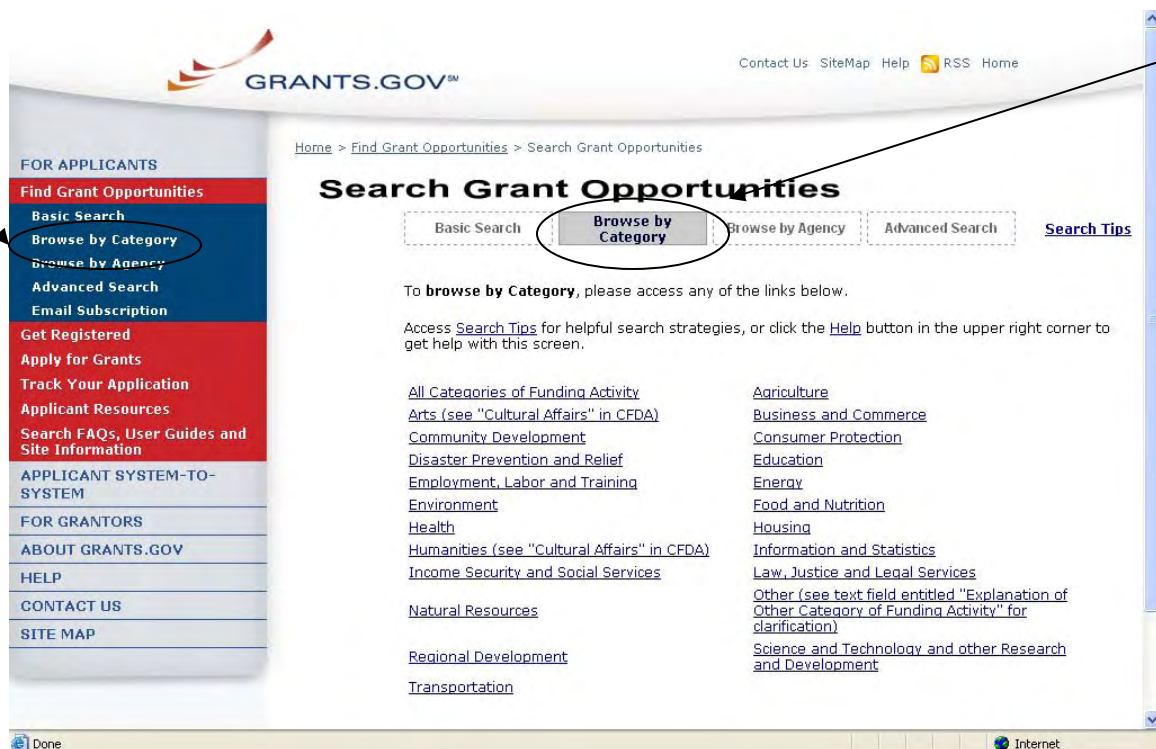 GRANTS.GOV℠
Contact Us SiteMap Help RSS Home
FOR APPLICANTS
Find Grant Opportunities
Basic Search
Browse by Category
Browse by Agency
Advanced Search
Email Subscription
Get Registered
Apply for Grants
Track Your Application
Applicant Resources
Search FAQs, User Guides and
Site Information
APPLICANT SYSTEM-TO-
SYSTEM
FOR GRANTORS
ABOUT GRANTS.GOV
HELP
CONTACT US
SITE MAP
Home > Find Grant Opportunities > Search Grant Opportunities
Search Grant Opportunities
Basic Search
Browse by
Category
Browse by Agency
Advanced Search
Search Tips
To browse by Category, please access any of the links below.
Access Search Tips for helpful search strategies, or click the Help button in the upper right corner to
get help with this screen.
All Categories of Funding Activity
Agriculture
Arts (see "Cultural Affairs" in CFDA)
Business and Commerce
Community Development
Consumer Protection
Disaster Prevention and Relief
Education
Employment, Labor and Training
Energy
Environment
Food and Nutrition
Health
Housing
Humanities (see "Cultural Affairs" in CFDA)
Information and Statistics
Income Security and Social Services
Law, Justice and Legal Services
Natural Resources
Other (see text field entitled "Explanation of
Other Category of Funding Activity" for
clarification)
Regional Development
Science and Technology and other Research
and Development
Transportation
Done
Internet